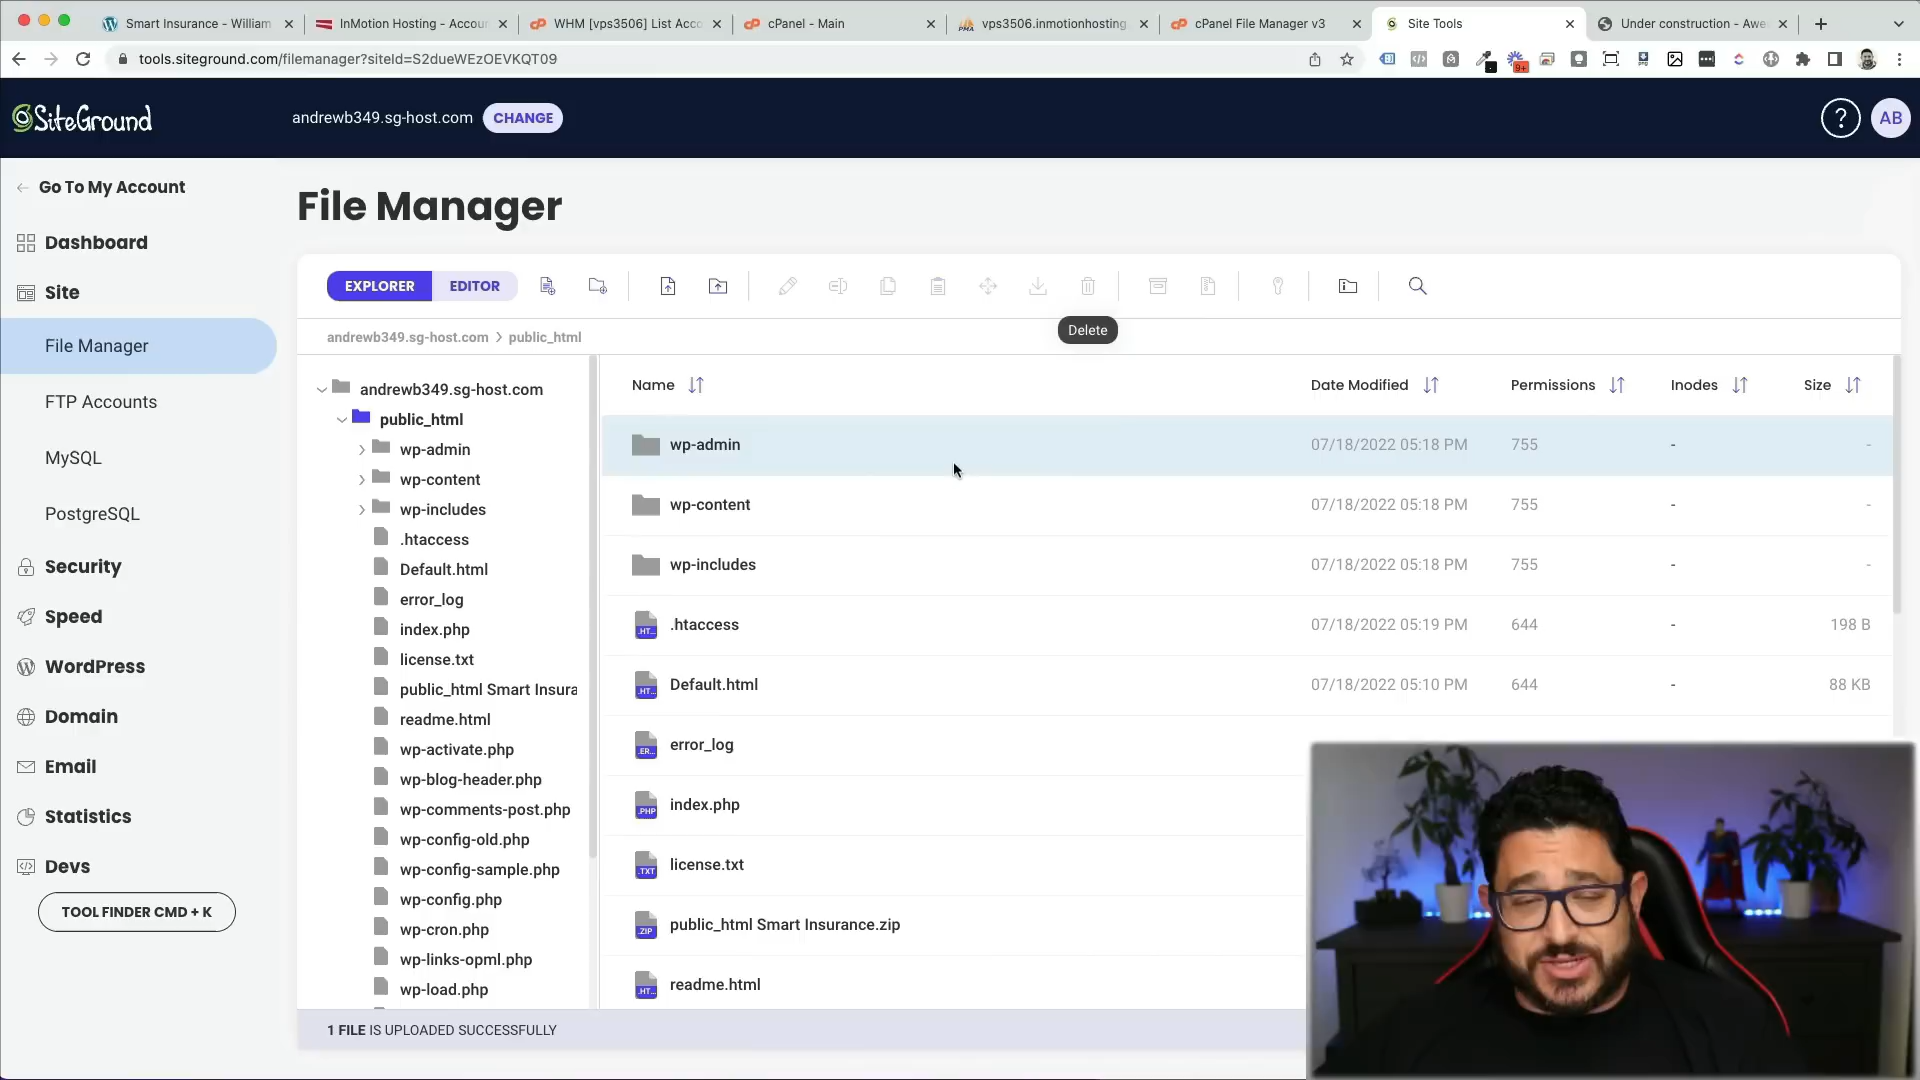 Smart Insurance - William
InMotion Hosting - Accoun
WHM [vps3506] List Acco
cPanel - Main
vps3506.inmotionhosting
cPanel File Manager v3
Site Tools
Under construction - Awe
tools.siteground.com/filemanager?siteId=S2dueWEzOEVKQT09
9+
SiteGround
andrewb349.sg-host.com
CHANGE
?
AB
Go To My Account
Dashboard
Site
File Manager
FTP Accounts
MySQL
PostgreSQL
Security
Speed
WordPress
Domain
Email
Statistics
Devs
TOOL FINDER CMD + K
File Manager
EXPLORER
EDITOR
Delete
andrewb349.sg-host.com > public_html
andrewb349.sg-host.com
public_html
wp-admin
wp-content
wp-includes
.htaccess
Default.html
error_log
index.php
license.txt
public_html Smart Insura
readme.html
wp-activate.php
wp-blog-header.php
wp-comments-post.php
wp-config-old.php
wp-config-sample.php
wp-config.php
wp-cron.php
wp-links-opml.php
wp-load.php
Name Date Modified Permissions Inodes Size
wp-admin 07/18/2022 05:18 PM 755 - -
wp-content 07/18/2022 05:18 PM 755 - -
wp-includes 07/18/2022 05:18 PM 755 - -
.HT... .htaccess 07/18/2022 05:19 PM 644 - 198 B
.HT... Default.html 07/18/2022 05:10 PM 644 - 88 KB
.ER... error_log
.PHP index.php
.TXT license.txt
.ZIP public_html Smart Insurance.zip
.HT... readme.html
1 FILE IS UPLOADED SUCCESSFULLY